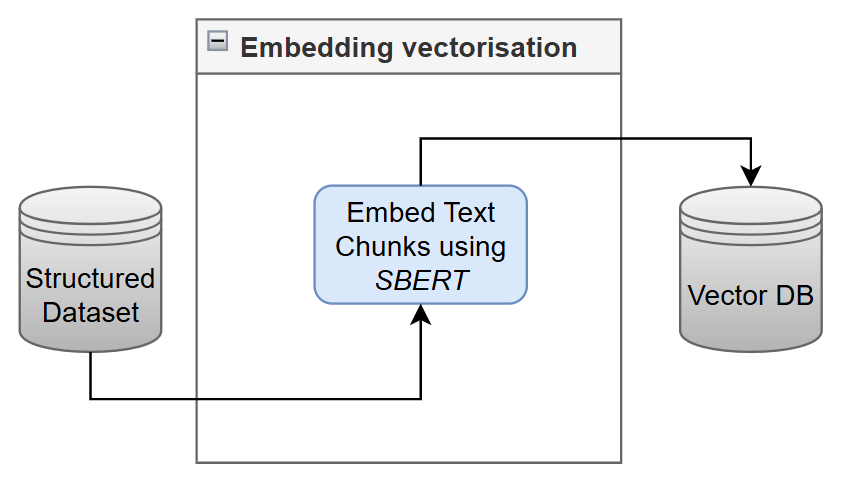 Embedding vectorisation
Structured
Dataset
Embed Text
Chunks using
SBERT
Vector DB